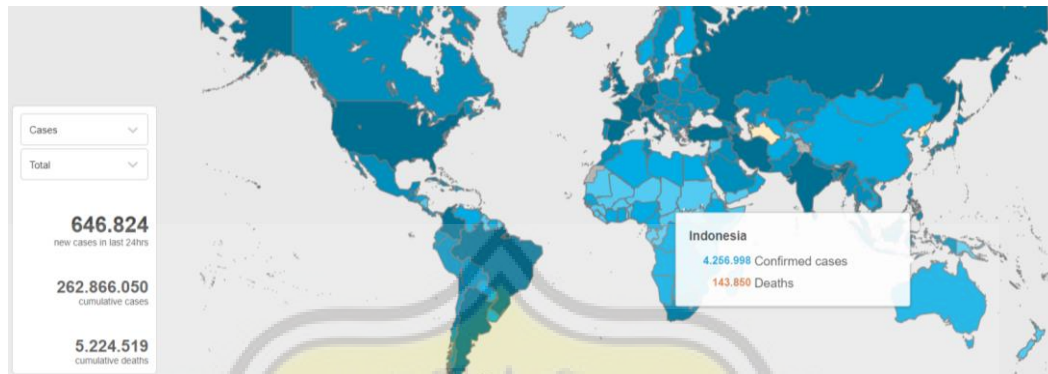 Cases
Total
646.824
new cases in last 24hrs
262.866.050
cumulative cases
5.224.519
cumulative deaths
Indonesia
4.256.998 Confirmed cases
143.850 Deaths